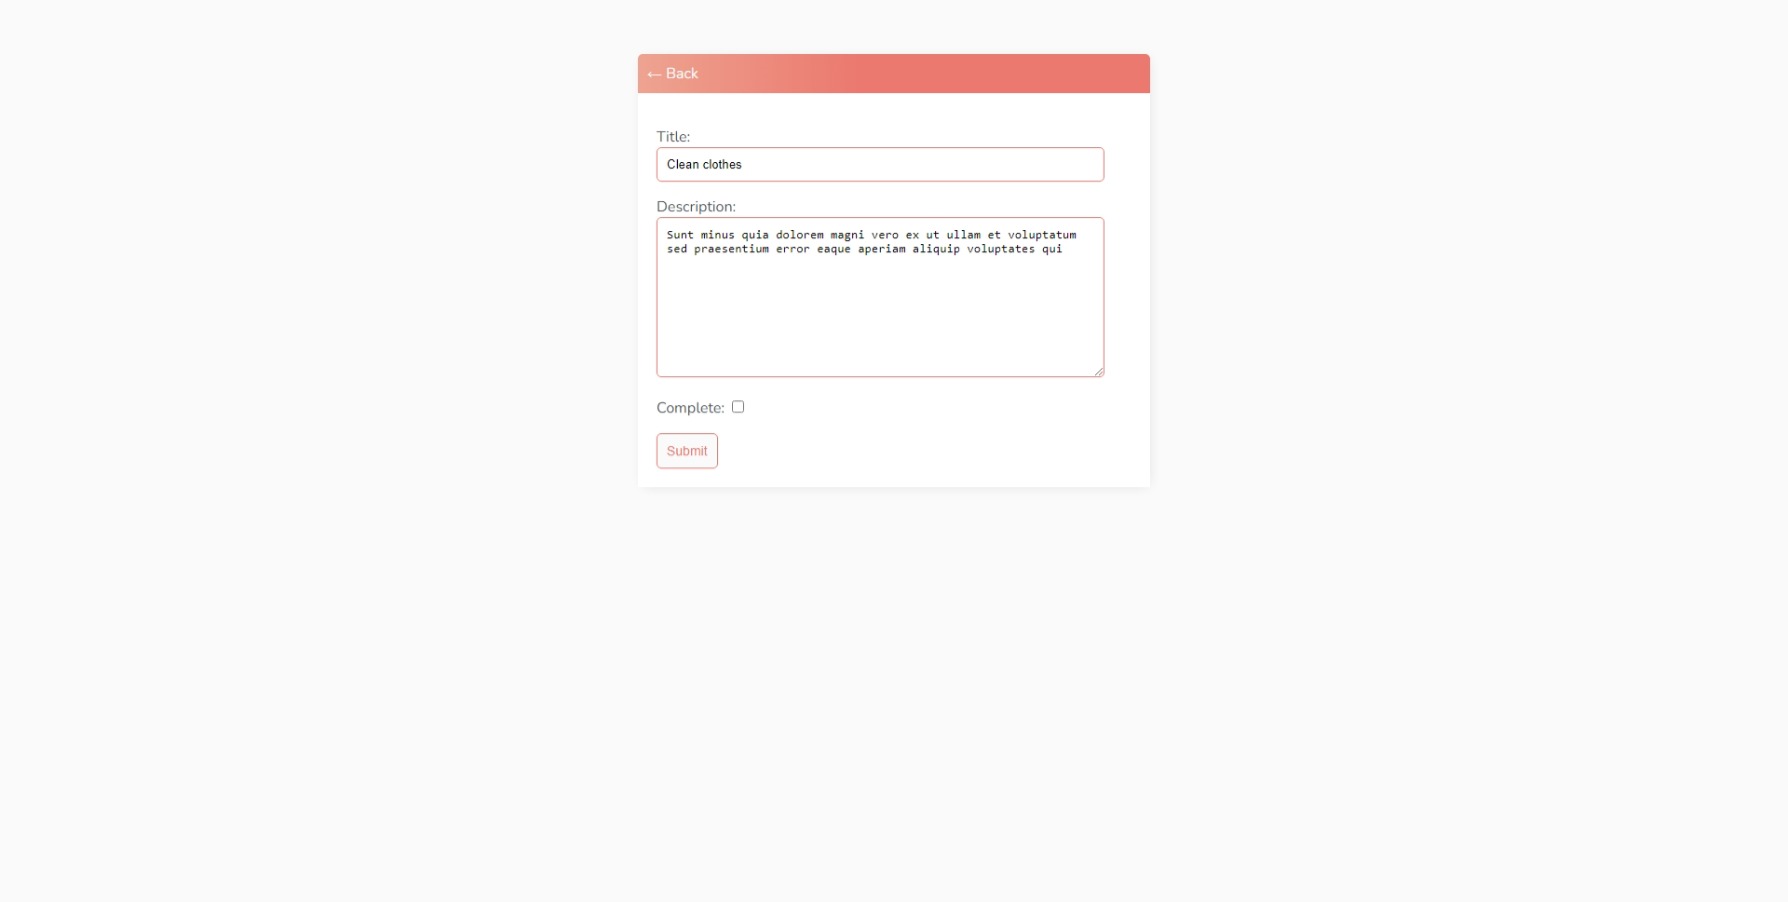 ← Back
Title:
Clean clothes
Description:
Sunt minus quia dolorem magni vero ex ut ullam et voluptatum
sed praesentium error eaque aperiam aliquip voluptates qui
Complete:
Submit